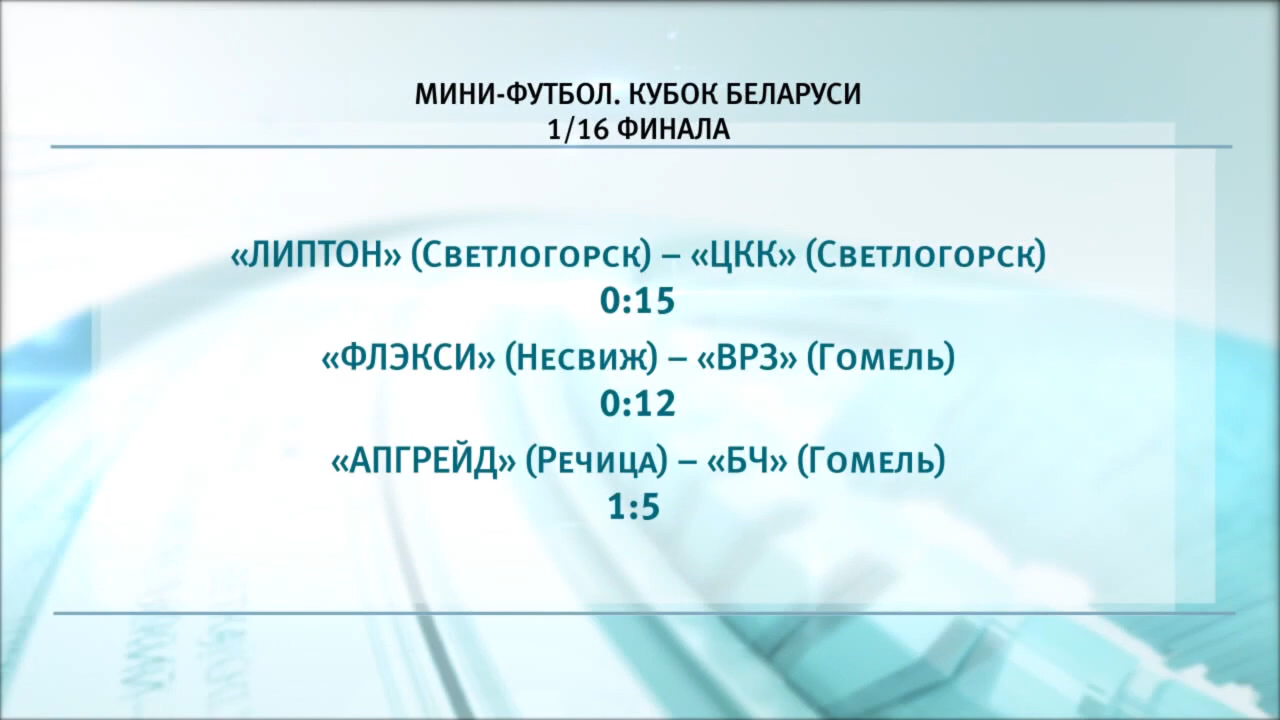 МИНИ-ФУТБОЛ. КУБОК БЕЛАРУСИ
1/16 ФИНАЛА
«ЛИПТОН» (Светлогорск) – «ЦКК» (Светлогорск)
0:15
«ФЛЭКСИ» (Несвиж) – «ВРЗ» (Гомель)
0:12
«АПГРЕЙД» (Речица) – «БЧ» (Гомель)
1:5